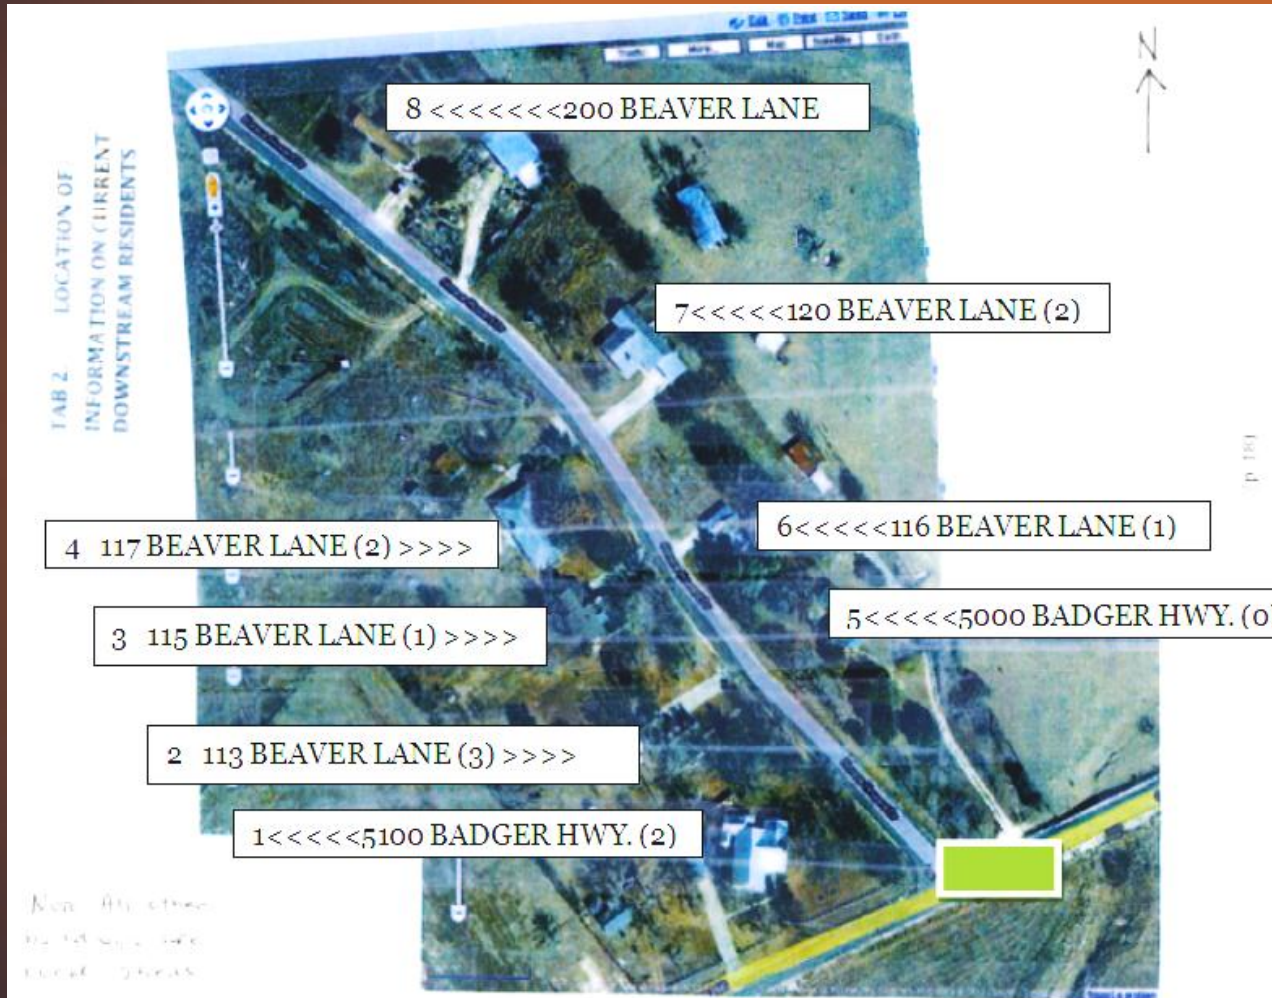 N
8 <<<<<<<200 BEAVER LANE
TAB 2 LOCATION OF
INFORMATION ON CURRENT
DOWNSTREAM RESIDENTS
7<<<<<120 BEAVER LANE (2)
6<<<<<116 BEAVER LANE (1)
4 117 BEAVER LANE (2) >>>>
5<<<<<5000 BADGER HWY. (0
3 115 BEAVER LANE (1) >>>>
2 113 BEAVER LANE (3) >>>>
1<<<<<5100 BADGER HWY. (2)